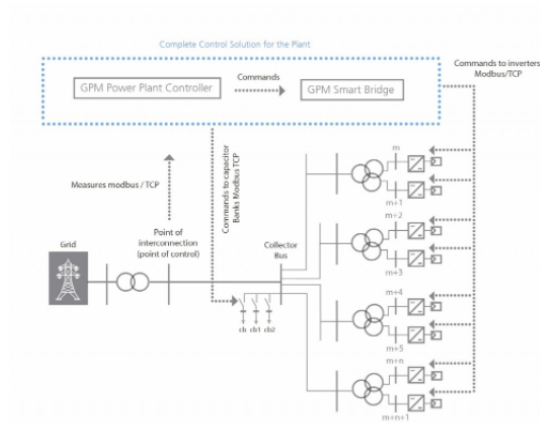 Complete Control Solution for the Plant
Commands to inverters
Modbus/TCP
Commands
GPM Power Plant Controller
GPM Smart Bridge
Commands to capacitor
Banks Modbus TCP
Measures modbus / TCP
Point of
interconnection
(point of control)
Grid
Collector
Bus
m
m+1
m+2
m+3
m+4
m+5
m+n
m+n+1
cb
cb1
cb2